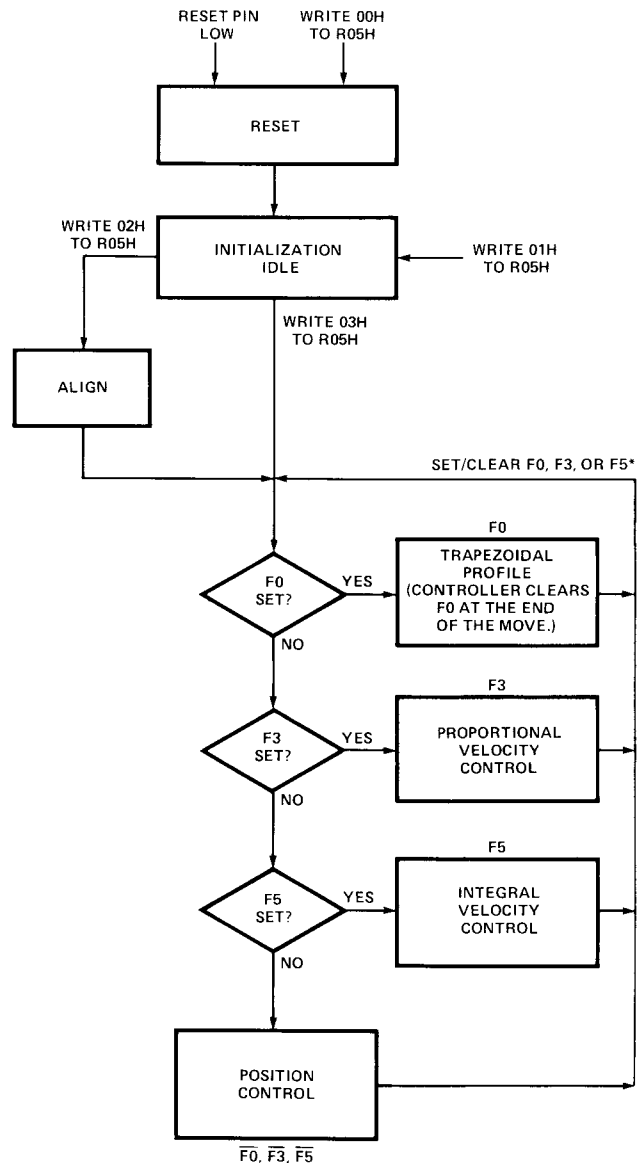 RESET PIN
LOW
WRITE 00H
TO R05H
RESET
WRITE 02H
TO R05H
INITIALIZATION
IDLE
WRITE 01H
TO R05H
WRITE 03H
TO R05H
ALIGN
SET/CLEAR F0, F3, OR F5*
F0
SET?
YES
NO
F0
TRAPEZOIDAL
PROFILE
(CONTROLLER CLEARS
F0 AT THE END
OF THE MOVE.)
F3
SET?
YES
NO
F3
PROPORTIONAL
VELOCITY
CONTROL
F5
SET?
YES
NO
F5
INTEGRAL
VELOCITY
CONTROL
POSITION
CONTROL
F̅0̅, F̅3̅, F̅5̅